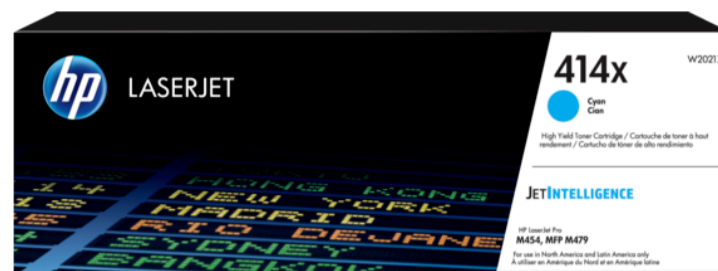 hp
LASERJET
414x
W2021X
Cyan
Cian
High Yield Toner Cartridge / Cartouche de toner à haut
rendement / Cartucho de tóner de alto rendimiento
JETINTELLIGENCE
HP LaserJet Pro
M454, MFP M479
For use in North America and Latin America only
À utiliser en Amérique du Nord et en Amérique latine
HONG KONG
14 NEW YORK
MADRID
RIO DE JANE
SYDNEY